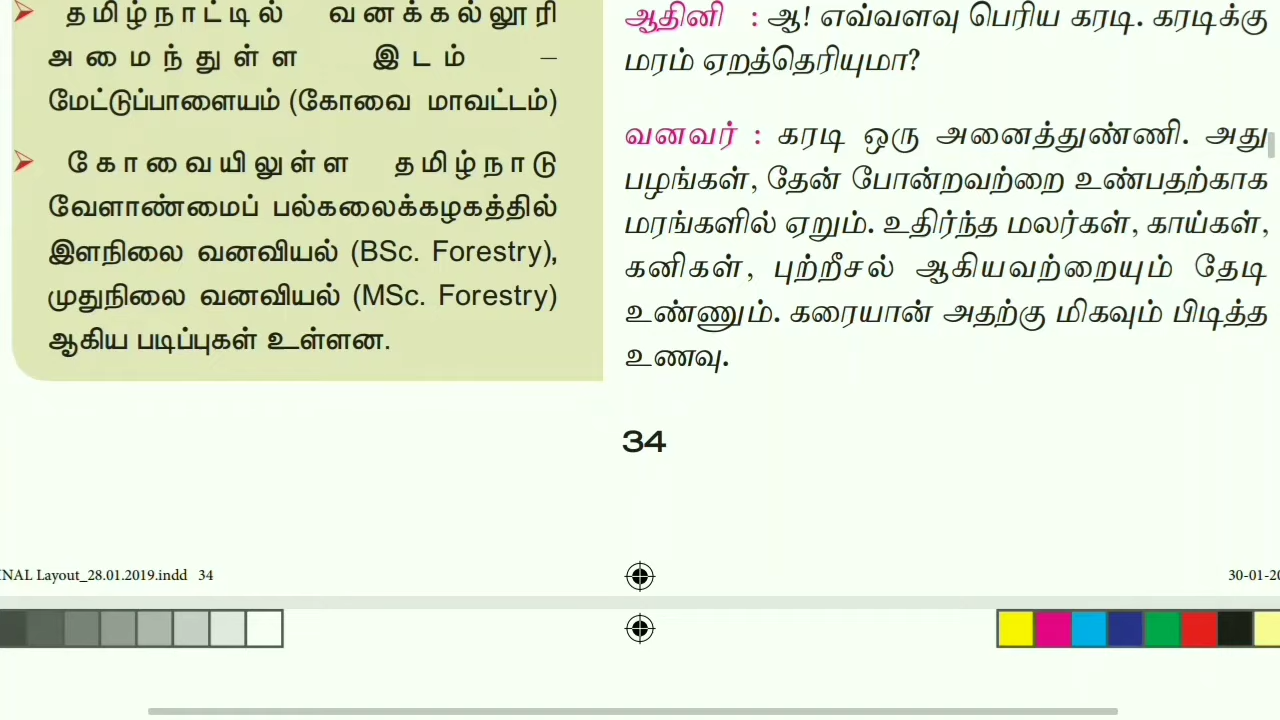 தமிழ்நாட்டில் வனக்கல்லூரி
அமைந்துள்ள இடம் –
மேட்டுப்பாளையம் (கோவை மாவட்டம்)
கோவையிலுள்ள தமிழ்நாடு
வேளாண்மைப் பல்கலைக்கழகத்தில்
இளநிலை வனவியல் (BSc. Forestry),
முதுநிலை வனவியல் (MSc. Forestry)
ஆகிய படிப்புகள் உள்ளன.
ஆதினி : ஆ! எவ்வளவு பெரிய கரடி. கரடிக்கு
மரம் ஏறத்தெரியுமா?
வனவர் : கரடி ஒரு அனைத்துண்ணி. அது
பழங்கள், தேன் போன்றவற்றை உண்பதற்காக
மரங்களில் ஏறும். உதிர்ந்த மலர்கள், காய்கள்,
கனிகள், புற்றீசல் ஆகியவற்றையும் தேடி
உண்ணும். கரையான் அதற்கு மிகவும் பிடித்த
உணவு.
34
INAL Layout_28.01.2019.indd 34
30-01-20